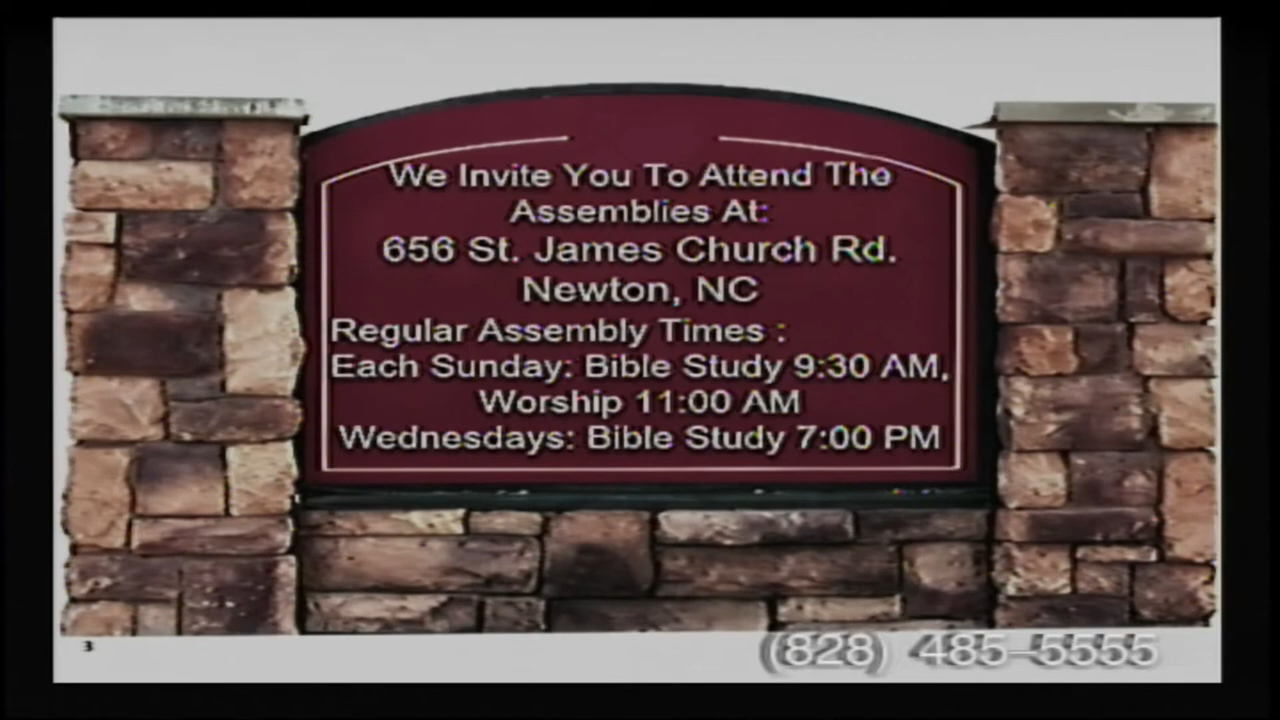 We Invite You To Attend The
Assemblies At:
656 St. James Church Rd.
Newton, NC
Regular Assembly Times :
Each Sunday: Bible Study 9:30 AM,
Worship 11:00 AM
Wednesdays: Bible Study 7:00 PM
3
(828) 485-5555